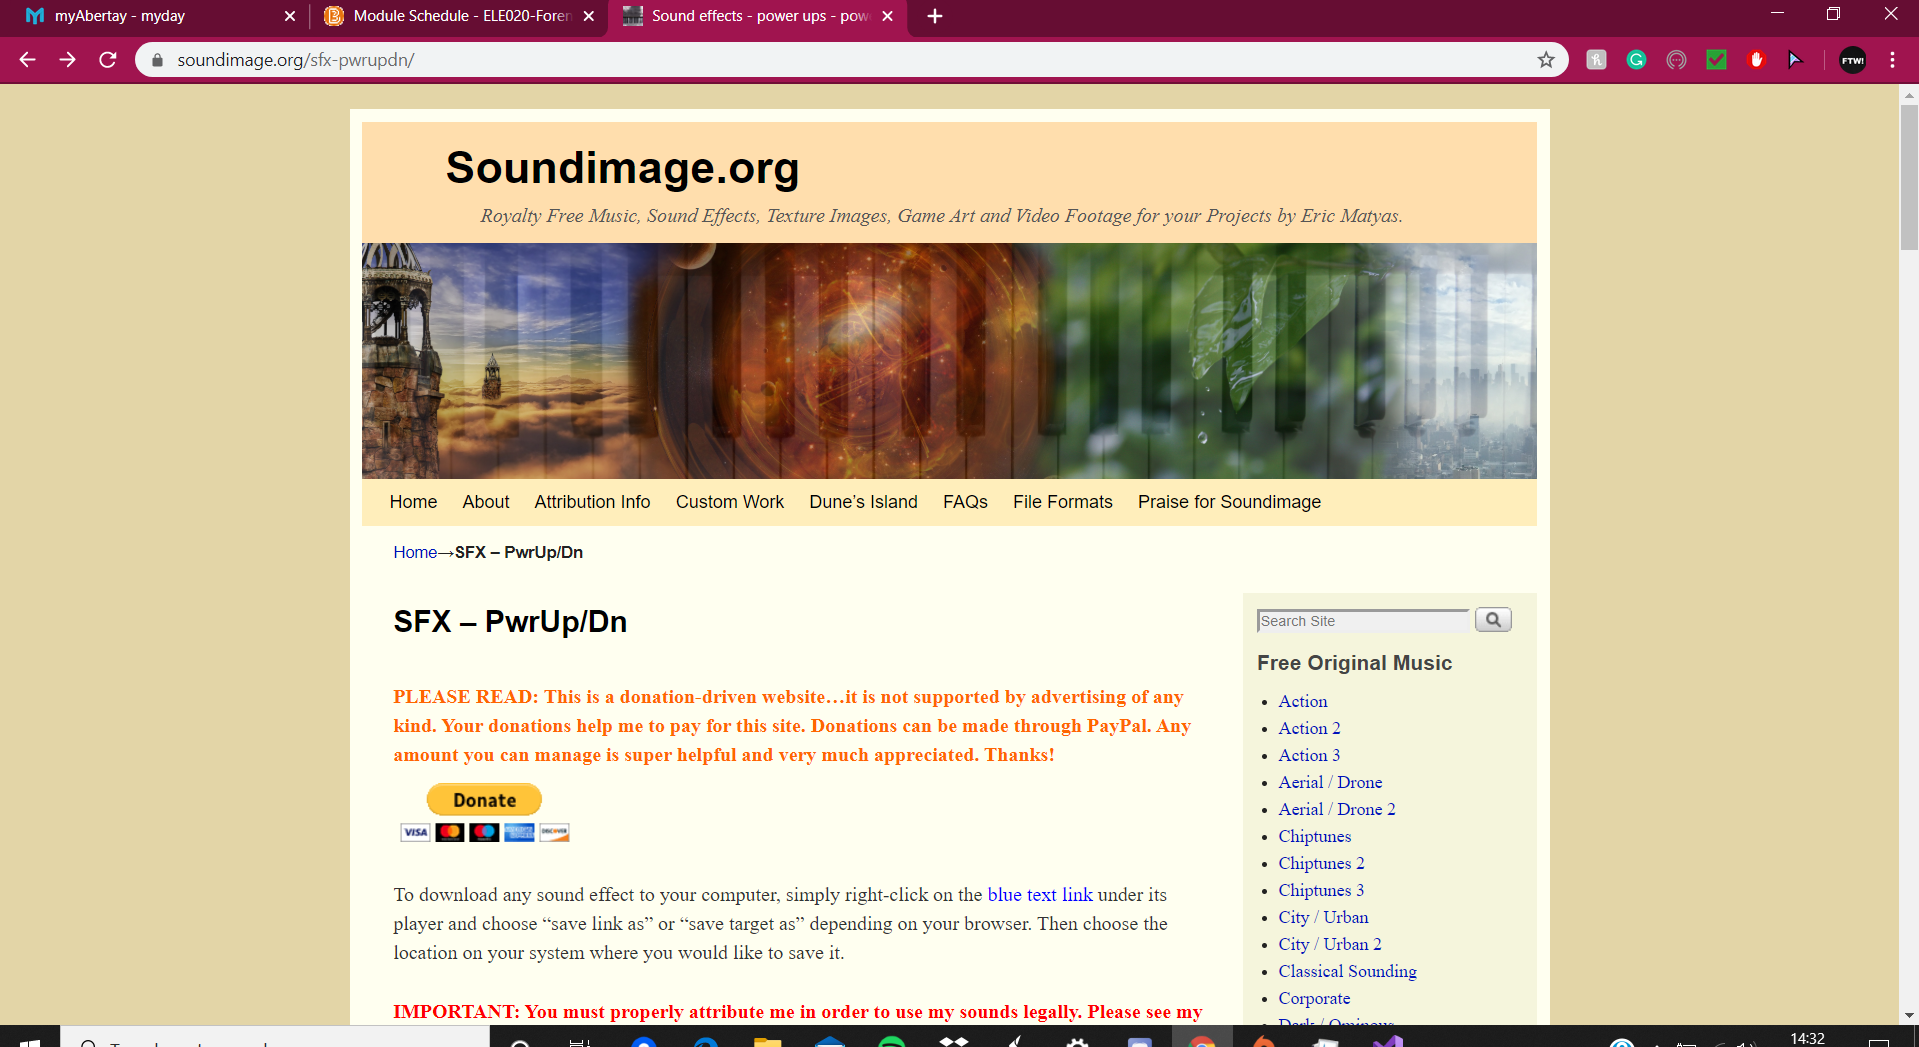 myAbertay - myday
Module Schedule - ELE020-Foren
Sound effects - power ups - pow
soundimage.org/sfx-pwrupdn/
FTW!
Soundimage.org
Royalty Free Music, Sound Effects, Texture Images, Game Art and Video Footage for your Projects by Eric Matyas.
Home About Attribution Info Custom Work Dune’s Island FAQs File Formats Praise for Soundimage
Home→SFX – PwrUp/Dn
SFX – PwrUp/Dn
PLEASE READ: This is a donation-driven website…it is not supported by advertising of any
kind. Your donations help me to pay for this site. Donations can be made through PayPal. Any
amount you can manage is super helpful and very much appreciated. Thanks!
Donate
VISA
DISCOVER
To download any sound effect to your computer, simply right-click on the blue text link under its
player and choose “save link as” or “save target as” depending on your browser. Then choose the
location on your system where you would like to save it.
IMPORTANT: You must properly attribute me in order to use my sounds legally. Please see my
Search Site
Free Original Music
Action
Action 2
Action 3
Aerial / Drone
Aerial / Drone 2
Chiptunes
Chiptunes 2
Chiptunes 3
City / Urban
City / Urban 2
Classical Sounding
Corporate
Dark / Ominous
14:32